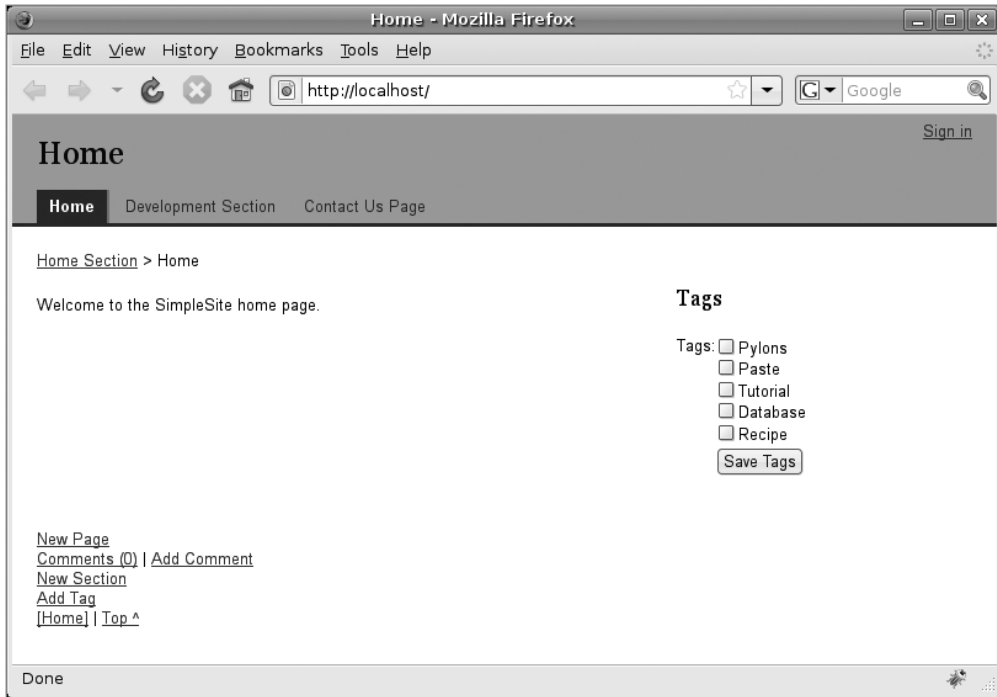 Home - Mozilla Firefox
File Edit View History Bookmarks Tools Help
http://localhost/
G Google
Sign in
Home
Home Development Section Contact Us Page
Home Section > Home
Welcome to the SimpleSite home page.
Tags
Tags: Pylons
Paste
Tutorial
Database
Recipe
Save Tags
New Page
Comments (0) | Add Comment
New Section
Add Tag
[Home] | Top ^
Done